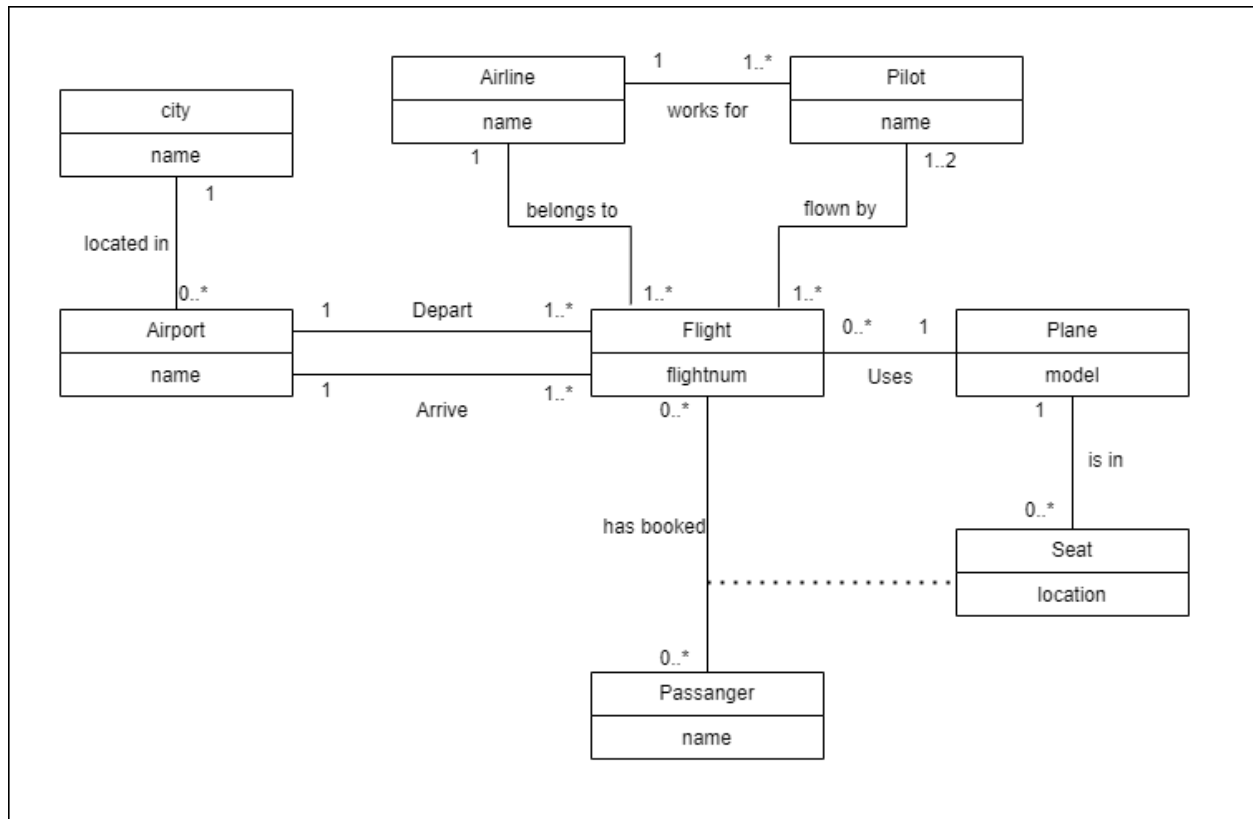 Airline
name
1
1..*
works for
Pilot
name
city
name
1
1
1..2
belongs to
flown by
located in
0..*
1..*
1..*
Airport
name
1
Depart
1..*
1
Arrive
1..*
Flight
flightnum
0..*
1
Uses
Plane
model
0..*
1
is in
has booked
0..*
Seat
location
0..*
Passanger
name